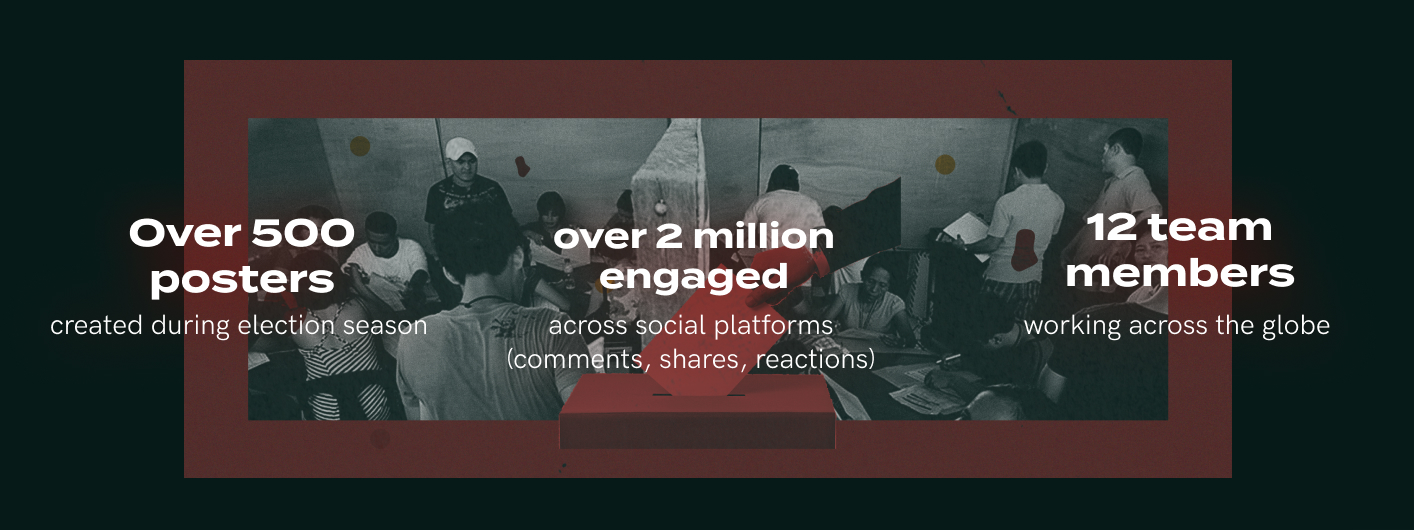 Over 500
posters
created during election season
over 2 million
engaged
across social platforms
(comments, shares, reactions)
12 team
members
working across the globe